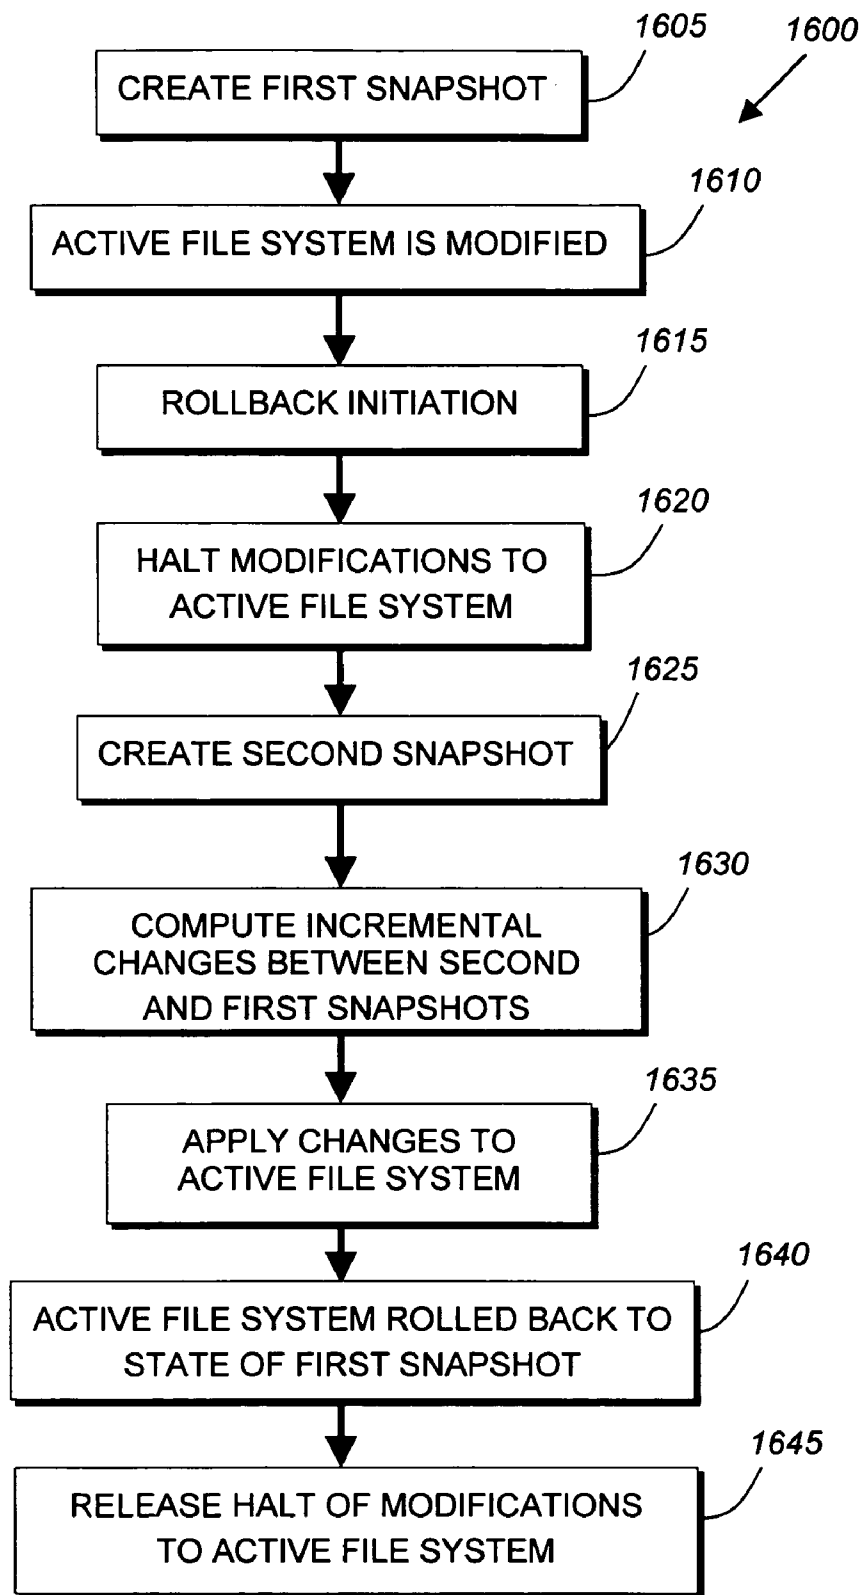 1605
1600
CREATE FIRST SNAPSHOT
1610
ACTIVE FILE SYSTEM IS MODIFIED
1615
ROLLBACK INITIATION
1620
HALT MODIFICATIONS TO
ACTIVE FILE SYSTEM
1625
CREATE SECOND SNAPSHOT
1630
COMPUTE INCREMENTAL
CHANGES BETWEEN SECOND
AND FIRST SNAPSHOTS
1635
APPLY CHANGES TO
ACTIVE FILE SYSTEM
1640
ACTIVE FILE SYSTEM ROLLED BACK TO
STATE OF FIRST SNAPSHOT
1645
RELEASE HALT OF MODIFICATIONS
TO ACTIVE FILE SYSTEM